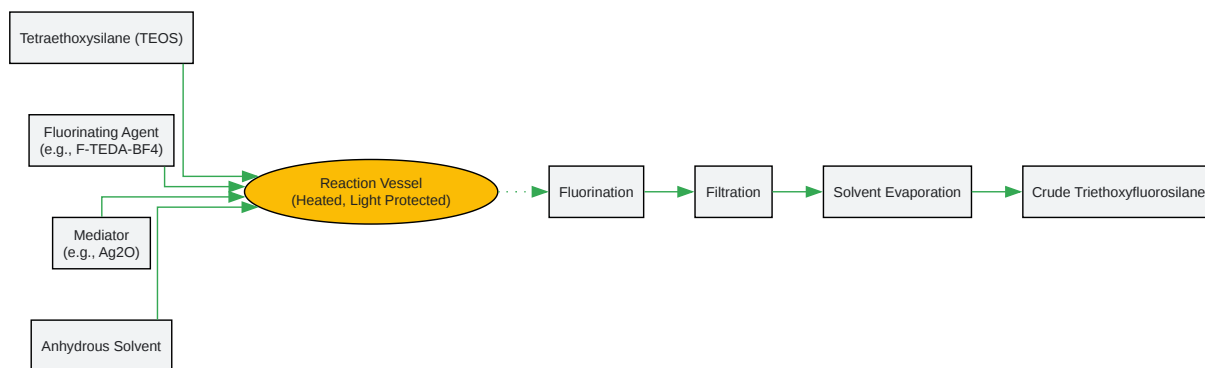 Tetraethoxysilane (TEOS)
Fluorinating Agent
(e.g., F-TEDA-BF4)
Mediator
(e.g., Ag2O)
Anhydrous Solvent
Reaction Vessel
(Heated, Light Protected)
Fluorination
Filtration
Solvent Evaporation
Crude Triethoxyfluorosilane